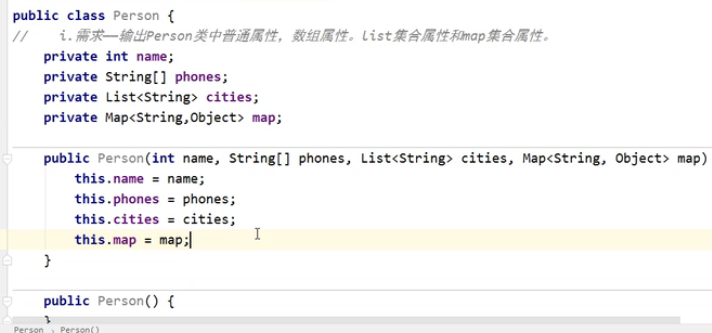 public class Person {
// i.需求——输出Person类中普通属性，数组属性。list集合属性和map集合属性。
private int name;
private String[] phones;
private List<String> cities;
private Map<String,Object> map;
public Person(int name, String[] phones, List<String> cities, Map<String, Object> map)
this.name = name;
this.phones = phones;
this.cities = cities;
this.map = map;
}
public Person() {
}
Person › Person()